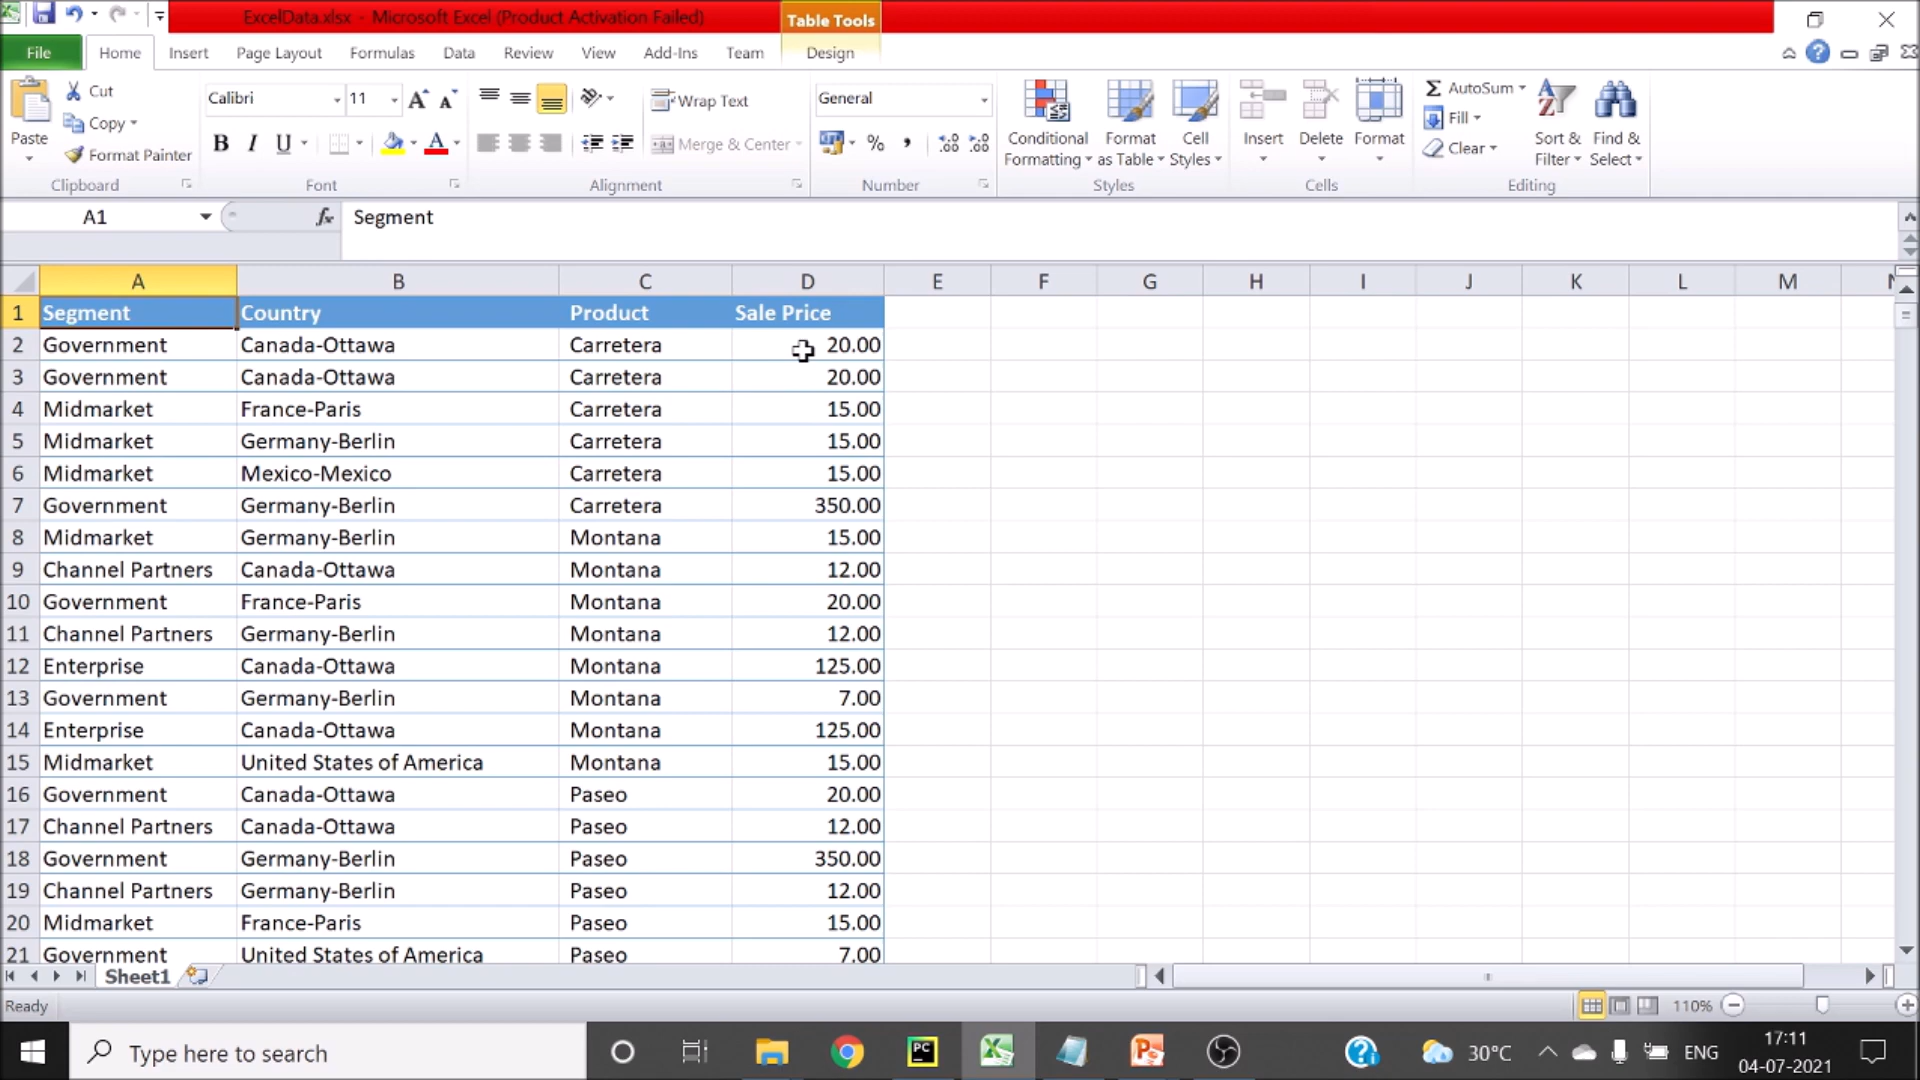 ExcelData.xlsx - Microsoft Excel (Product Activation Failed)
Table Tools
File Home Insert Page Layout Formulas Data Review View Add-Ins Team Design
Paste
Cut
Copy
Format Painter
Clipboard
Calibri 11
B I U
Font
Wrap Text
Merge & Center
Alignment
General
%
Number
Conditional Formatting
Format as Table
Cell Styles
Styles
Insert
Delete
Format
Cells
AutoSum
Fill
Clear
Sort & Filter
Find & Select
Editing
A1 fx Segment
A B C D E F G H I J K L M
1 Segment Country Product Sale Price
2 Government Canada-Ottawa Carretera 20.00
3 Government Canada-Ottawa Carretera 20.00
4 Midmarket France-Paris Carretera 15.00
5 Midmarket Germany-Berlin Carretera 15.00
6 Midmarket Mexico-Mexico Carretera 15.00
7 Government Germany-Berlin Carretera 350.00
8 Midmarket Germany-Berlin Montana 15.00
9 Channel Partners Canada-Ottawa Montana 12.00
10 Government France-Paris Montana 20.00
11 Channel Partners Germany-Berlin Montana 12.00
12 Enterprise Canada-Ottawa Montana 125.00
13 Government Germany-Berlin Montana 7.00
14 Enterprise Canada-Ottawa Montana 125.00
15 Midmarket United States of America Montana 15.00
16 Government Canada-Ottawa Paseo 20.00
17 Channel Partners Canada-Ottawa Paseo 12.00
18 Government Germany-Berlin Paseo 350.00
19 Channel Partners Germany-Berlin Paseo 12.00
20 Midmarket France-Paris Paseo 15.00
21 Government United States of America Paseo 7.00
Sheet1
Ready 110%
Type here to search
30°C
ENG
17:11
04-07-2021